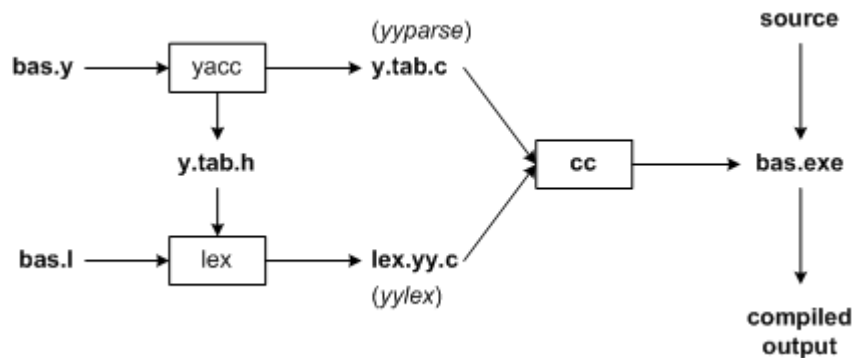 (yyparse)
source
bas.y
yacc
y.tab.c
y.tab.h
cc
bas.exe
bas.l
lex
lex.yy.c
(yylex)
compiled
output